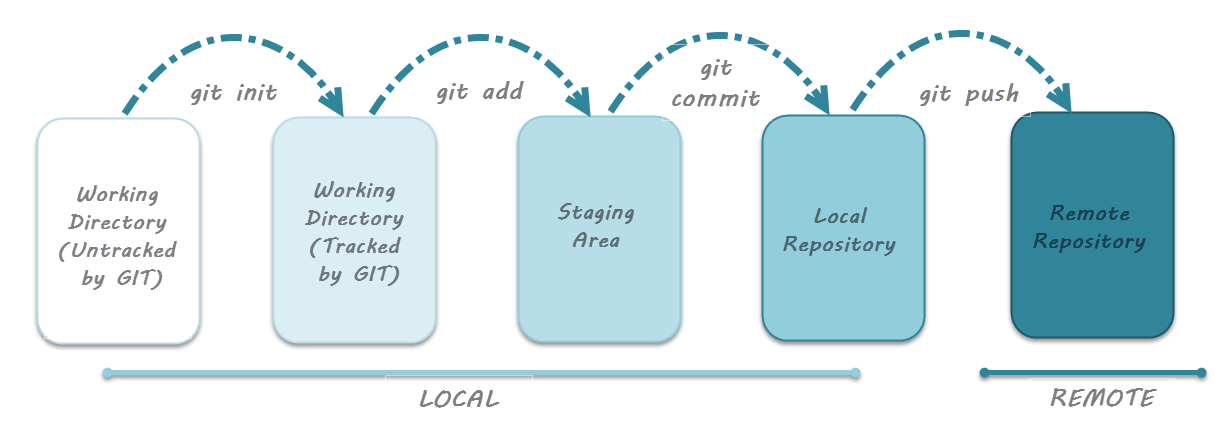 git init
git add
git
commit
git push
Working
Directory
(Untracked
by GIT)
Working
Directory
(Tracked
by GIT)
Staging
Area
Local
Repository
Remote
Repository
LOCAL
REMOTE